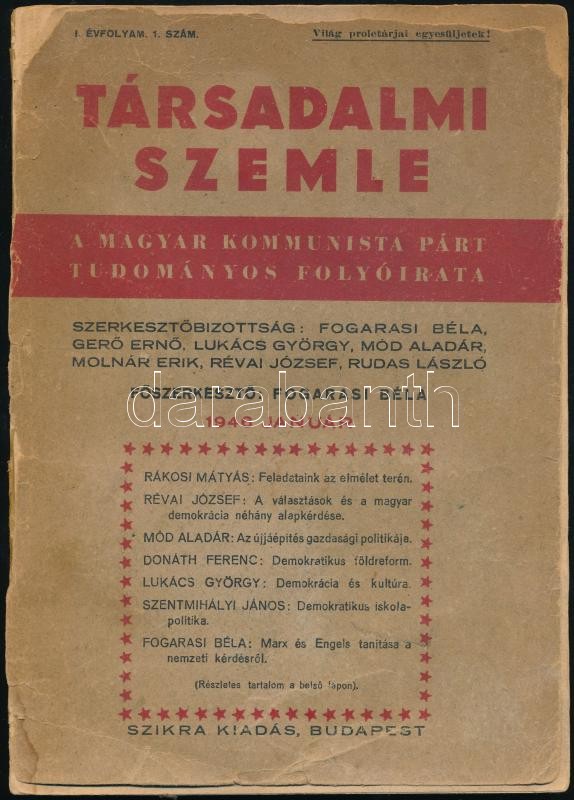 I. ÉVFOLYAM. 1. SZÁM.
Világ proletárjai egyesüljetek!
TÁRSADALMI
SZEMLE
A MAGYAR KOMMUNISTA PÁRT
TUDOMÁNYOS FOLYÓIRATA
SZERKESZTŐBIZOTTSÁG: FOGARASI BÉLA,
GERŐ ERNŐ, LUKÁCS GYÖRGY, MÓD ALADÁR,
MOLNÁR ERIK, RÉVAI JÓZSEF, RUDAS LÁSZLÓ
FŐSZERKESZTŐ: FOGARASI BÉLA
darabanth
1946 JANUÁR
RÁKOSI MÁTYÁS: Feladataink az elmélet terén.
RÉVAI JÓZSEF: A választások és a magyar
demokrácia néhány alapkérdése.
MÓD ALADÁR: Az újjáépítés gazdasági politikája.
DONÁTH FERENC: Demokratikus földreform.
LUKÁCS GYÖRGY: Demokrácia és kultúra.
SZENTMIHÁLYI JÁNOS: Demokratikus iskola-
politika.
FOGARASI BÉLA: Marx és Engels tanítása a
nemzeti kérdésről.
(Részletes tartalom a belső lapon).
SZIKRA KIADÁS, BUDAPEST